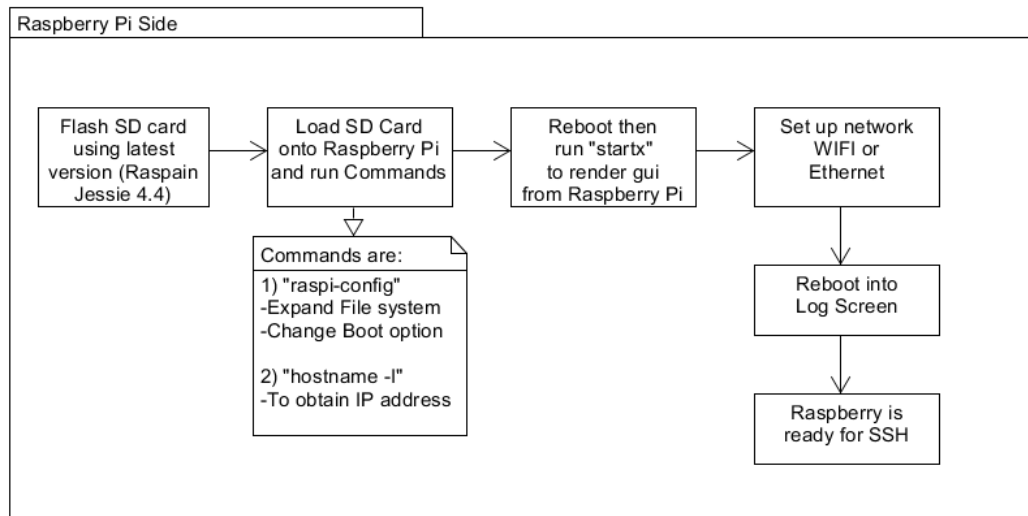 Raspberry Pi Side
Flash SD card
using latest
version (Raspain
Jessie 4.4)
Load SD Card
onto Raspberry Pi
and run Commands
Reboot then
run "startx"
to render gui
from Raspberry Pi
Set up network
WIFI or
Ethernet
Commands are:
1) "raspi-config"
-Expand File system
-Change Boot option
2) "hostname -I"
-To obtain IP address
Reboot into
Log Screen
Raspberry is
ready for SSH